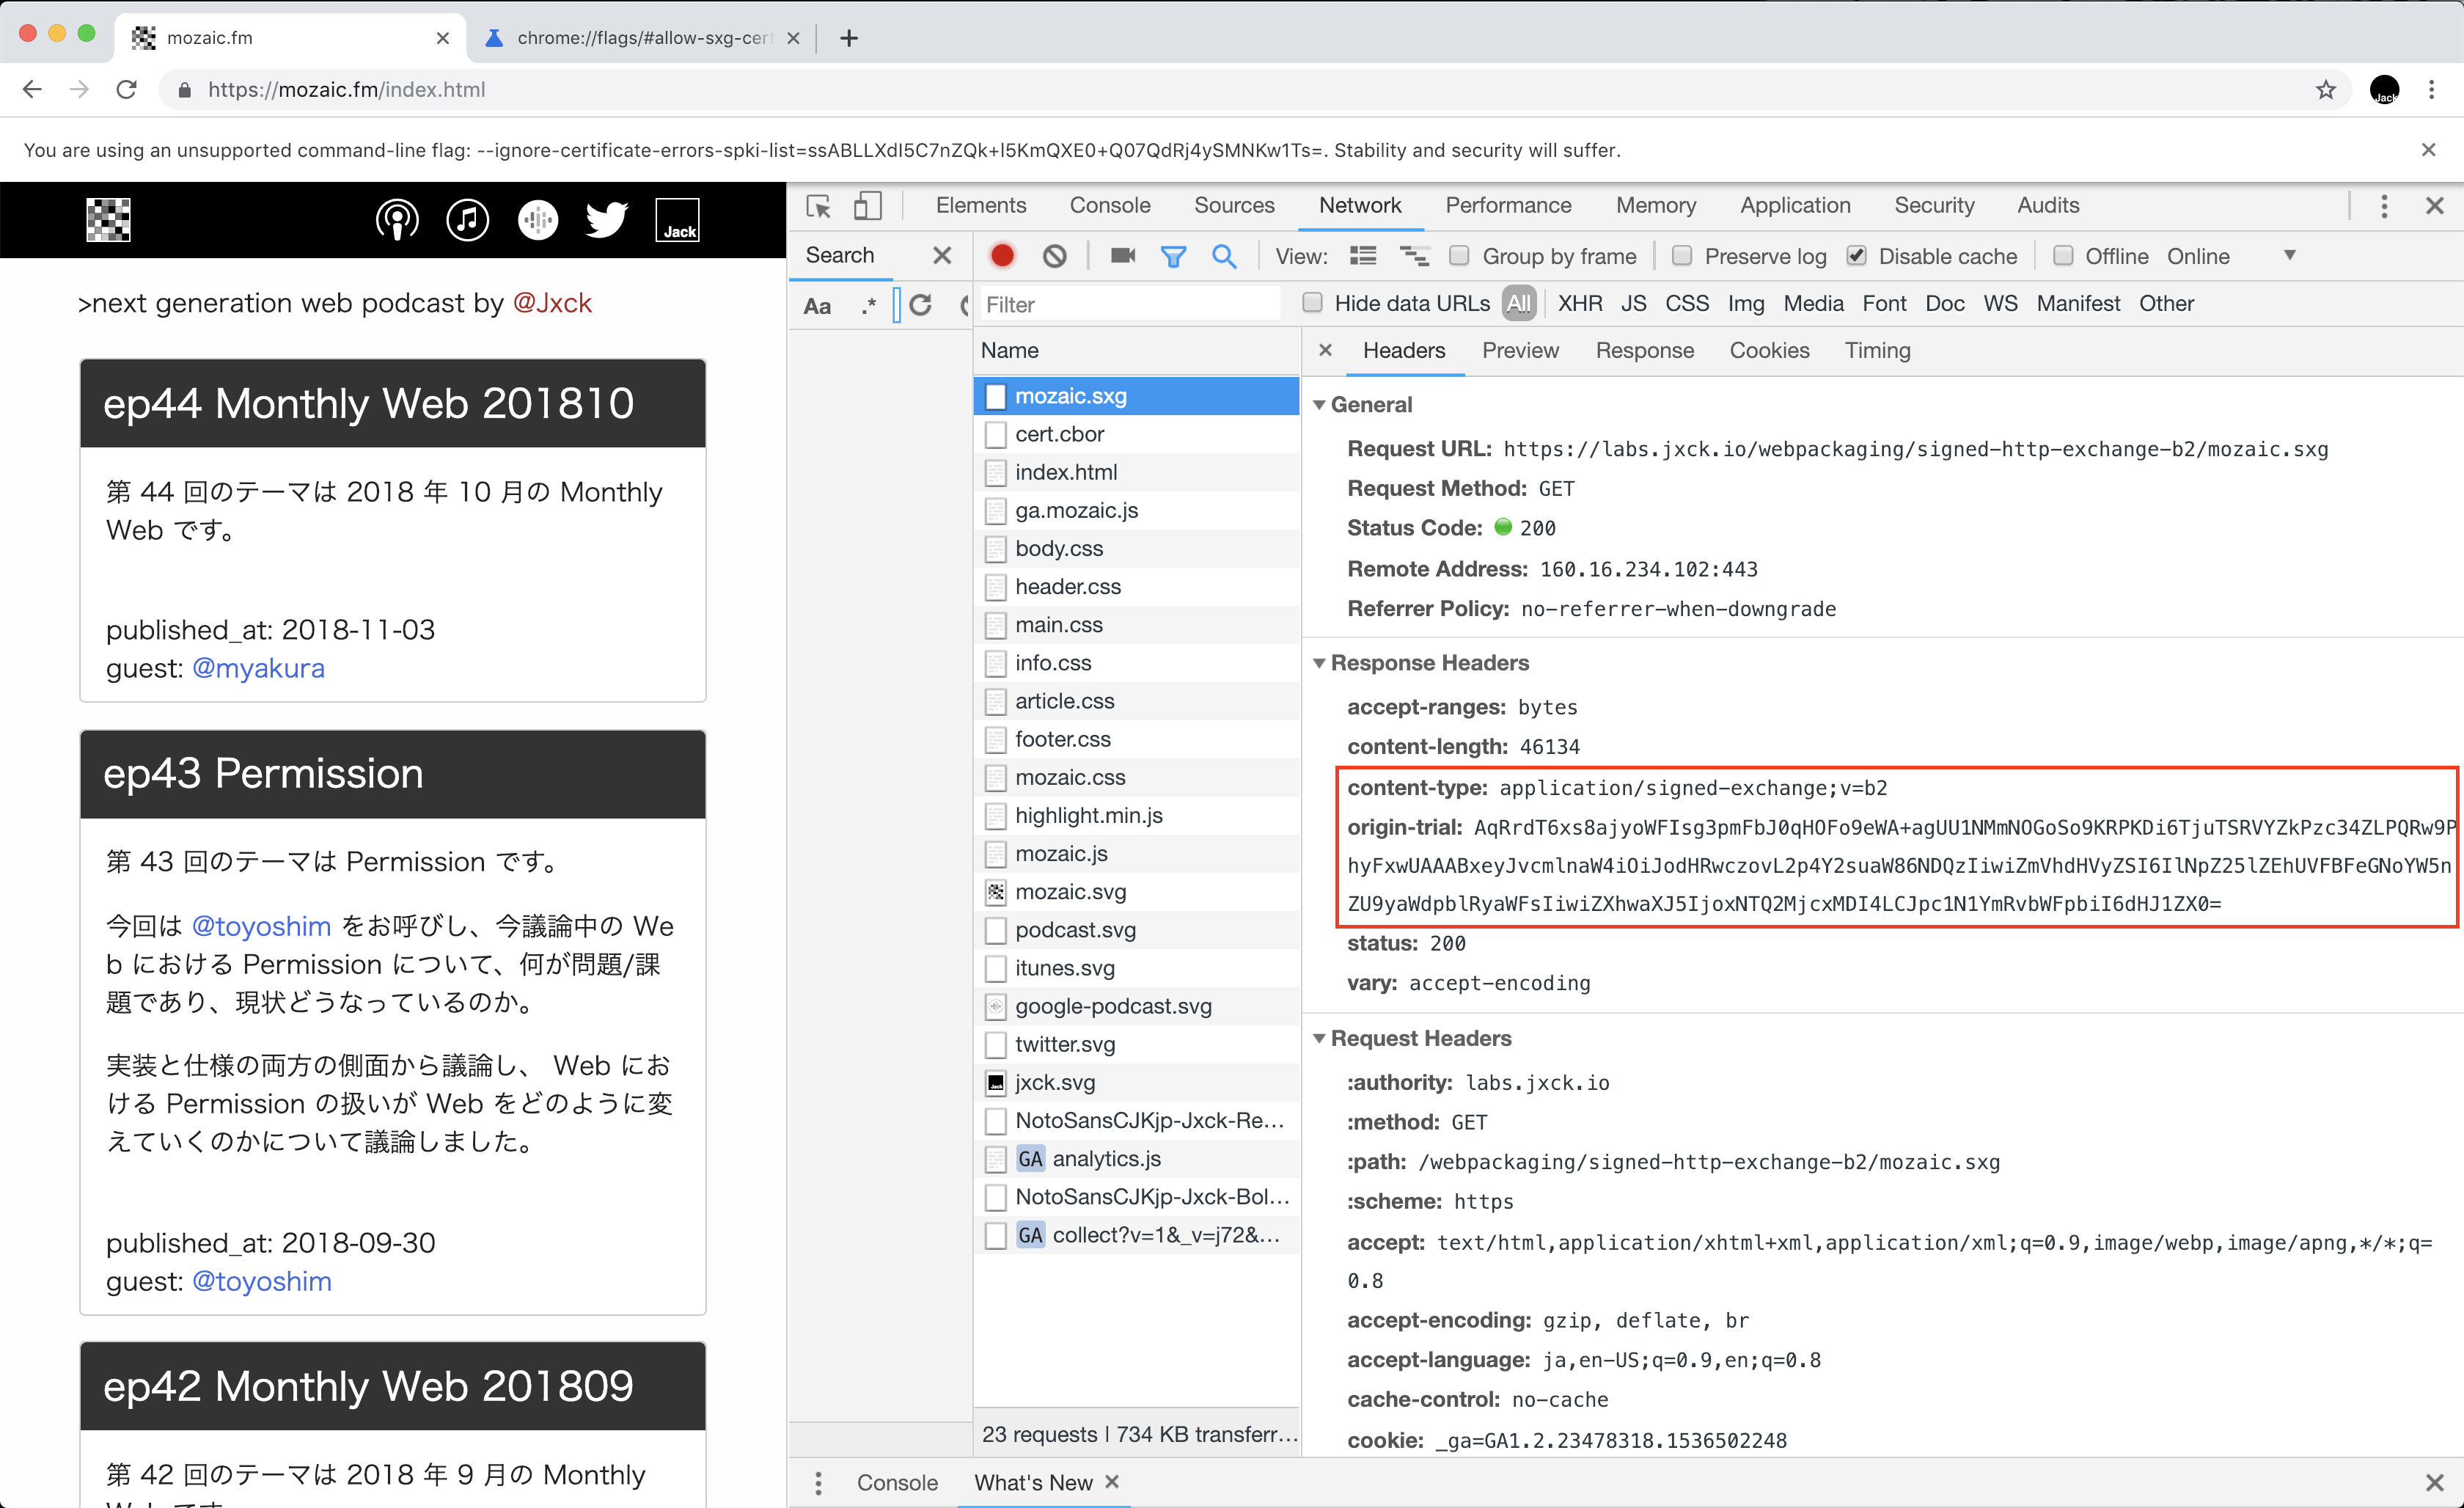 mozaic.fm
chrome://flags/#allow-sxg-cert
https://mozaic.fm/index.html
Jack
You are using an unsupported command-line flag: --ignore-certificate-errors-spki-list=ssABLLXdI5C7nZQk+l5KmQXE0+Q07QdRj4ySMNKw1Ts=. Stability and security will suffer.
Jack
>next generation web podcast by @Jxck
ep44 Monthly Web 201810
第 44 回のテーマは 2018 年 10 月の Monthly
Web です。
published_at: 2018-11-03
guest: @myakura
ep43 Permission
第 43 回のテーマは Permission です。
今回は @toyoshim をお呼びし、今議論中の We
b における Permission について、何が問題/課
題であり、現状どうなっているのか。
実装と仕様の両方の側面から議論し、 Web にお
ける Permission の扱いが Web をどのように変
えていくのかについて議論しました。
published_at: 2018-09-30
guest: @toyoshim
ep42 Monthly Web 201809
第 42 回のテーマは 2018 年 9 月の Monthly
Web です
Elements Console Sources Network Performance Memory Application Security Audits
Search
Aa .*
View: Group by frame Preserve log Disable cache Offline Online
Filter Hide data URLs All XHR JS CSS Img Media Font Doc WS Manifest Other
Name
mozaic.sxg
cert.cbor
index.html
ga.mozaic.js
body.css
header.css
main.css
info.css
article.css
footer.css
mozaic.css
highlight.min.js
mozaic.js
mozaic.svg
podcast.svg
itunes.svg
google-podcast.svg
twitter.svg
jxck.svg
NotoSansCJKjp-Jxck-Re...
GA analytics.js
NotoSansCJKjp-Jxck-Bol...
GA collect?v=1&_v=j72&...
23 requests | 734 KB transferr...
Headers Preview Response Cookies Timing
General
Request URL: https://labs.jxck.io/webpackaging/signed-http-exchange-b2/mozaic.sxg
Request Method: GET
Status Code: 200
Remote Address: 160.16.234.102:443
Referrer Policy: no-referrer-when-downgrade
Response Headers
accept-ranges: bytes
content-length: 46134
content-type: application/signed-exchange;v=b2
origin-trial: AqRrdT6xs8ajyoWFIsg3pmFbJ0qHOFo9eWA+agUU1NMmNOGoSo9KRPKDi6TjuTSRVYZkPzc34ZLPQRw9P
hyFxwUAAABxeyJvcmlnaW4iOiJodHRwczovL2p4Y2suaW86NDQzIiwiZmVhdHVyZSI6IlNpZ25lZEhUVFBFeGNoYW5n
ZU9yaWdpblRyaWFsIiwiZXhwaXJ5IjoxNTQ2MjcxMDI4LCJpc1N1YmRvbWFpbiI6dHJ1ZX0=
status: 200
vary: accept-encoding
Request Headers
:authority: labs.jxck.io
:method: GET
:path: /webpackaging/signed-http-exchange-b2/mozaic.sxg
:scheme: https
accept: text/html,application/xhtml+xml,application/xml;q=0.9,image/webp,image/apng,*/*;q=
0.8
accept-encoding: gzip, deflate, br
accept-language: ja,en-US;q=0.9,en;q=0.8
cache-control: no-cache
cookie: _ga=GA1.2.23478318.1536502248
Console What's New